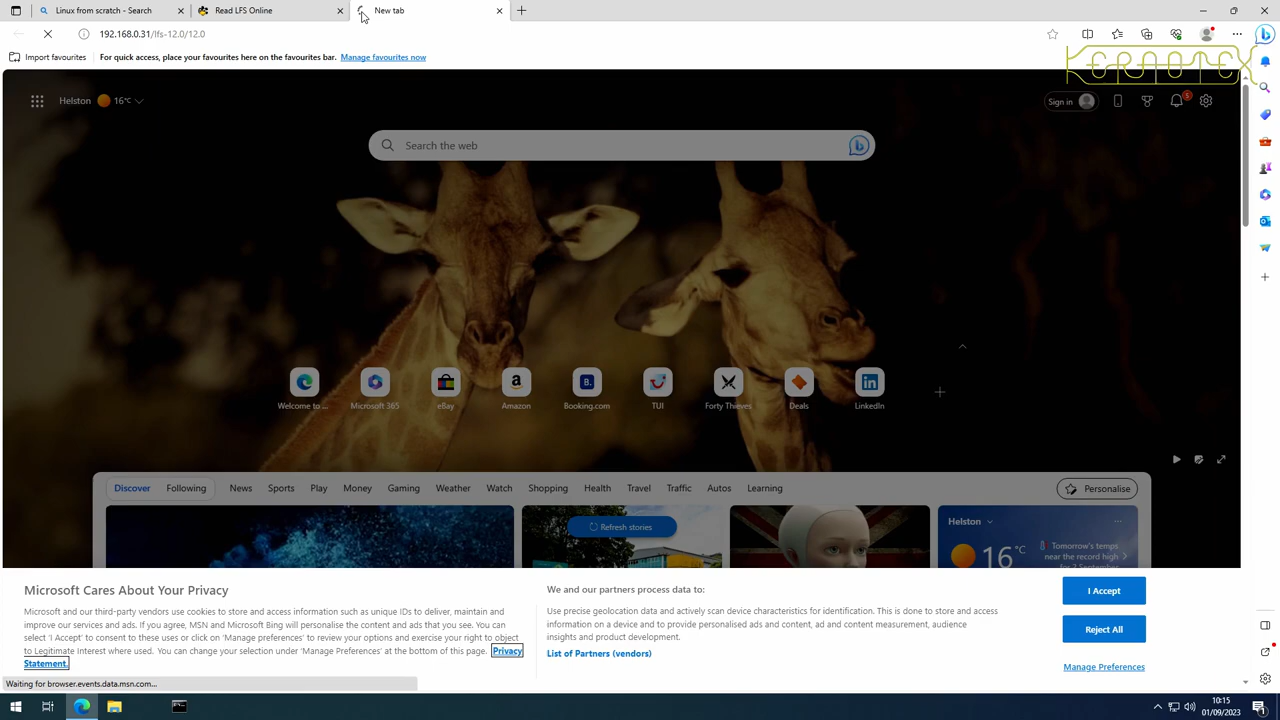 Linux from scratch - Search
Read LFS Online
New tab
192.168.0.31/lfs-12.0/12.0
Import favourites
For quick access, place your favourites here on the favourites bar. Manage favourites now
KERAOTEX
Helston 16°C
Sign in
5
Search the web
Welcome to ...
Microsoft 365
eBay
Amazon
Booking.com
TUI
Forty Thieves
Deals
LinkedIn
Discover
Following
News
Sports
Play
Money
Gaming
Weather
Watch
Shopping
Health
Travel
Traffic
Autos
Learning
Personalise
Refresh stories
Helston
16 °C
Tomorrow's temps
near the record high
for 2 September
Microsoft Cares About Your Privacy
Microsoft and our third-party vendors use cookies to store and access information such as unique IDs to deliver, maintain and
improve our services and ads. If you agree, MSN and Microsoft Bing will personalise the content and ads that you see. You can
select 'I Accept' to consent to these uses or click on 'Manage preferences' to review your options and exercise your right to object
to Legitimate Interest where used. You can change your selection under 'Manage Preferences' at the bottom of this page. Privacy
Statement.
We and our partners process data to:
Use precise geolocation data and actively scan device characteristics for identification. This is done to store and access
information on a device and to provide personalised ads and content, ad and content measurement, audience
insights and product development.
List of Partners (vendors)
I Accept
Reject All
Manage Preferences
Waiting for browser.events.data.msn.com...
10:15
01/09/2023
1